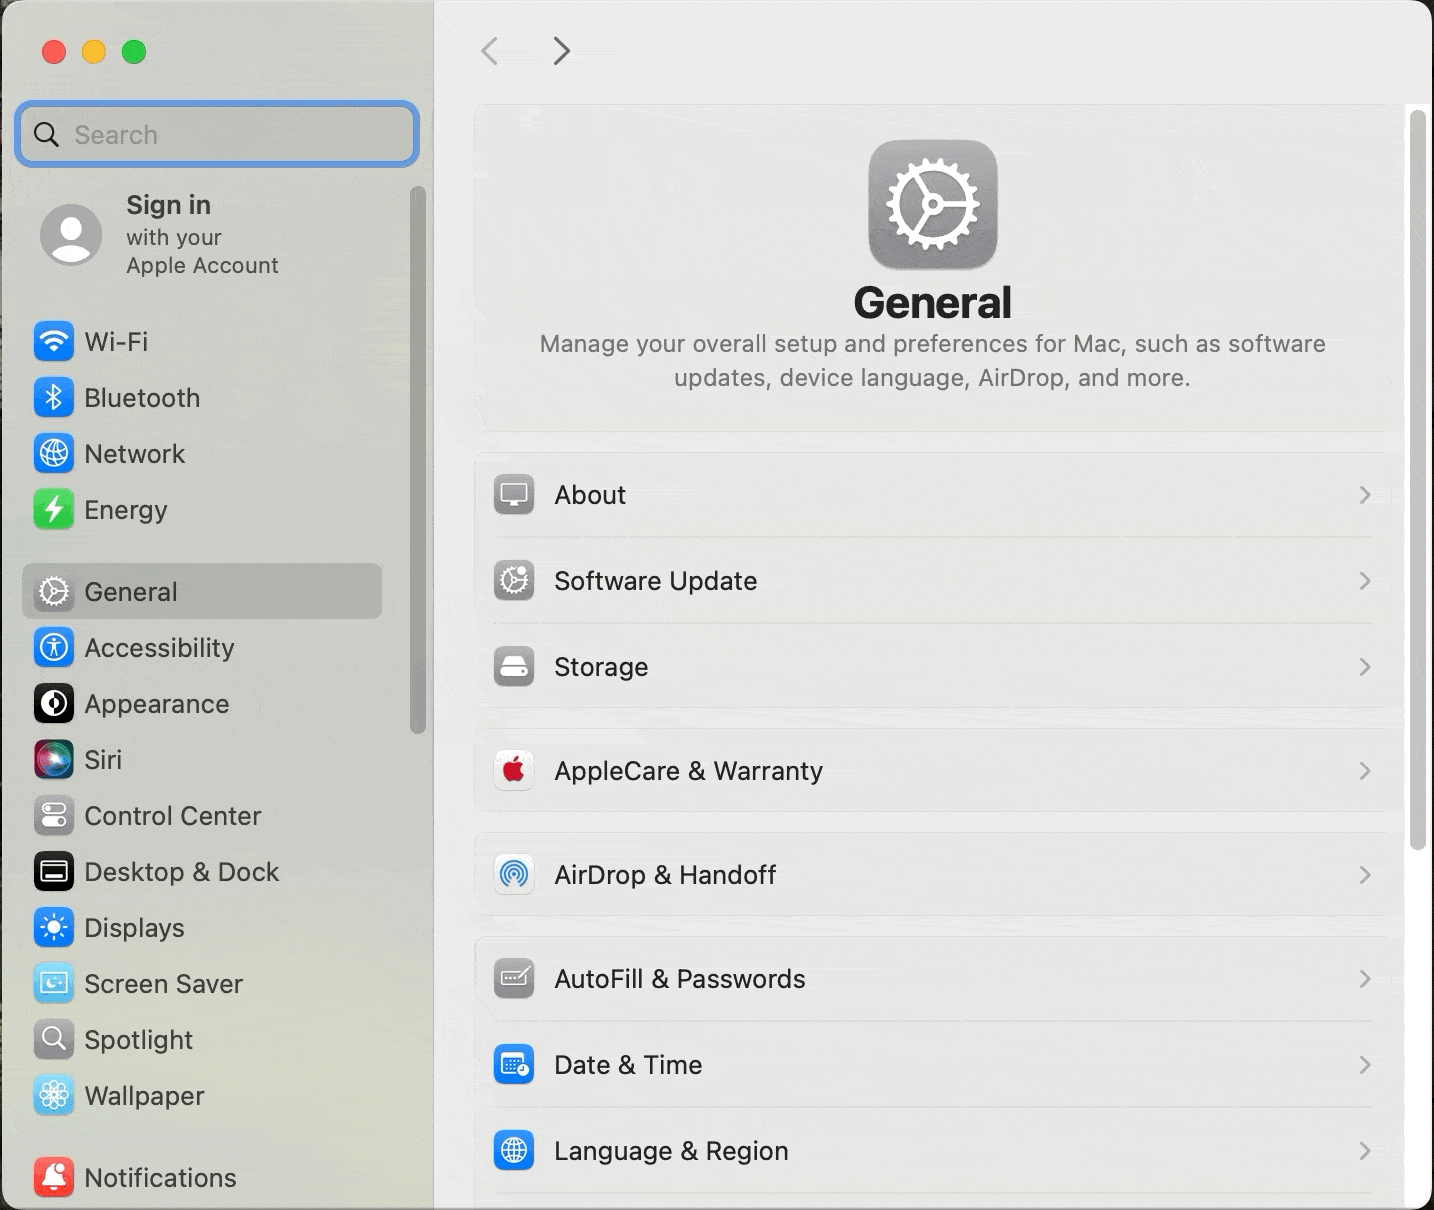 Search
Sign in
with your
Apple Account
Wi-Fi
Bluetooth
Network
Energy
General
Accessibility
Appearance
Siri
Control Center
Desktop & Dock
Displays
Screen Saver
Spotlight
Wallpaper
Notifications
General
Manage your overall setup and preferences for Mac, such as software
updates, device language, AirDrop, and more.
About
Software Update
Storage
AppleCare & Warranty
AirDrop & Handoff
AutoFill & Passwords
Date & Time
Language & Region